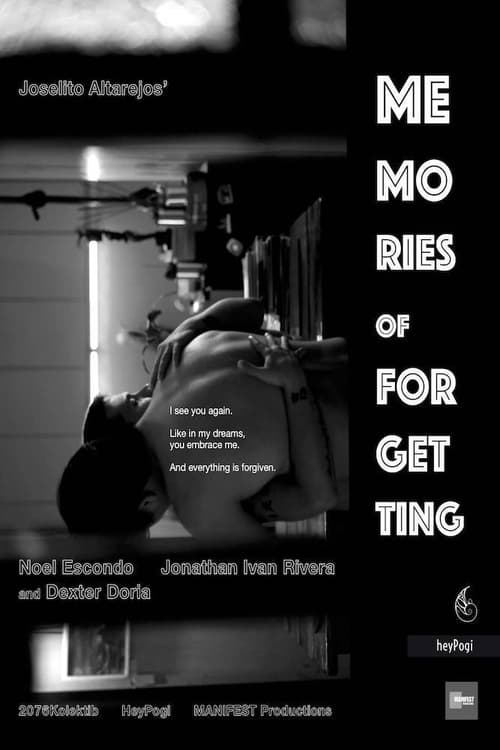 Joselito Altarejos'
ME
MO
RIES
OF
FOR
GET
TING
I see you again.
Like in my dreams,
you embrace me.
And everything is forgiven.
Noel Escondo Jonathan Ivan Rivera
and Dexter Doria
heyPogi
2076Kolektib HeyPogi MANIFEST Productions
MANIFEST